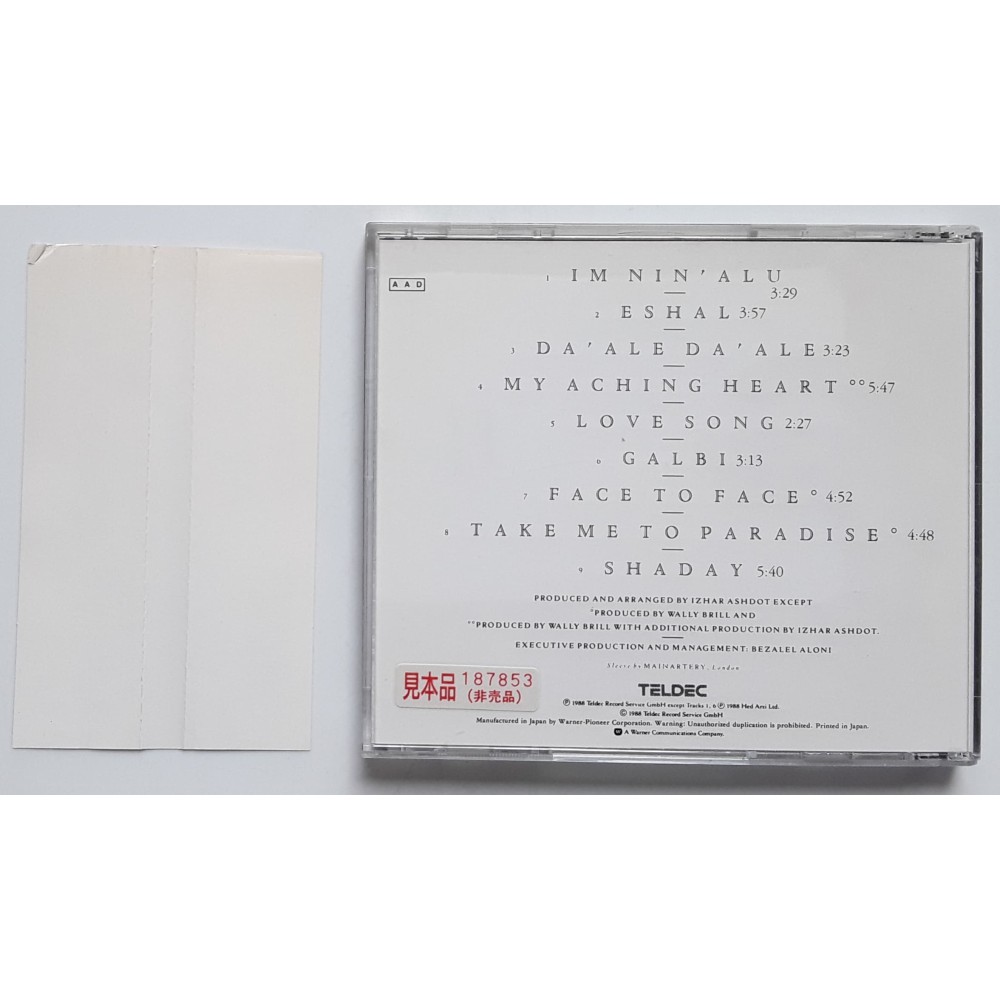 AAD
1 IM NIN'ALU 3:29
2 ESHAL 3:57
3 DA'ALE DA'ALE 3:23
4 MY ACHING HEART °° 5:47
5 LOVE SONG 2:27
6 GALBI 3:13
7 FACE TO FACE ° 4:52
8 TAKE ME TO PARADISE ° 4:48
9 SHADAY 5:40
PRODUCED AND ARRANGED BY IZHAR ASHDOT EXCEPT
°PRODUCED BY WALLY BRILL AND
°°PRODUCED BY WALLY BRILL WITH ADDITIONAL PRODUCTION BY IZHAR ASHDOT.
EXECUTIVE PRODUCTION AND MANAGEMENT: BEZALEL ALONI
Sleeve by MAINARTERY, London
見本品 187853
(非売品)
TELDEC
℗ 1988 Teldec Record Service GmbH except Tracks 1, 6 ℗ 1988 Hed Arzi Ltd.
© 1988 Teldec Record Service GmbH
Manufactured in Japan by Warner-Pioneer Corporation. Warning: Unauthorized duplication is prohibited. Printed in Japan.
A Warner Communications Company.